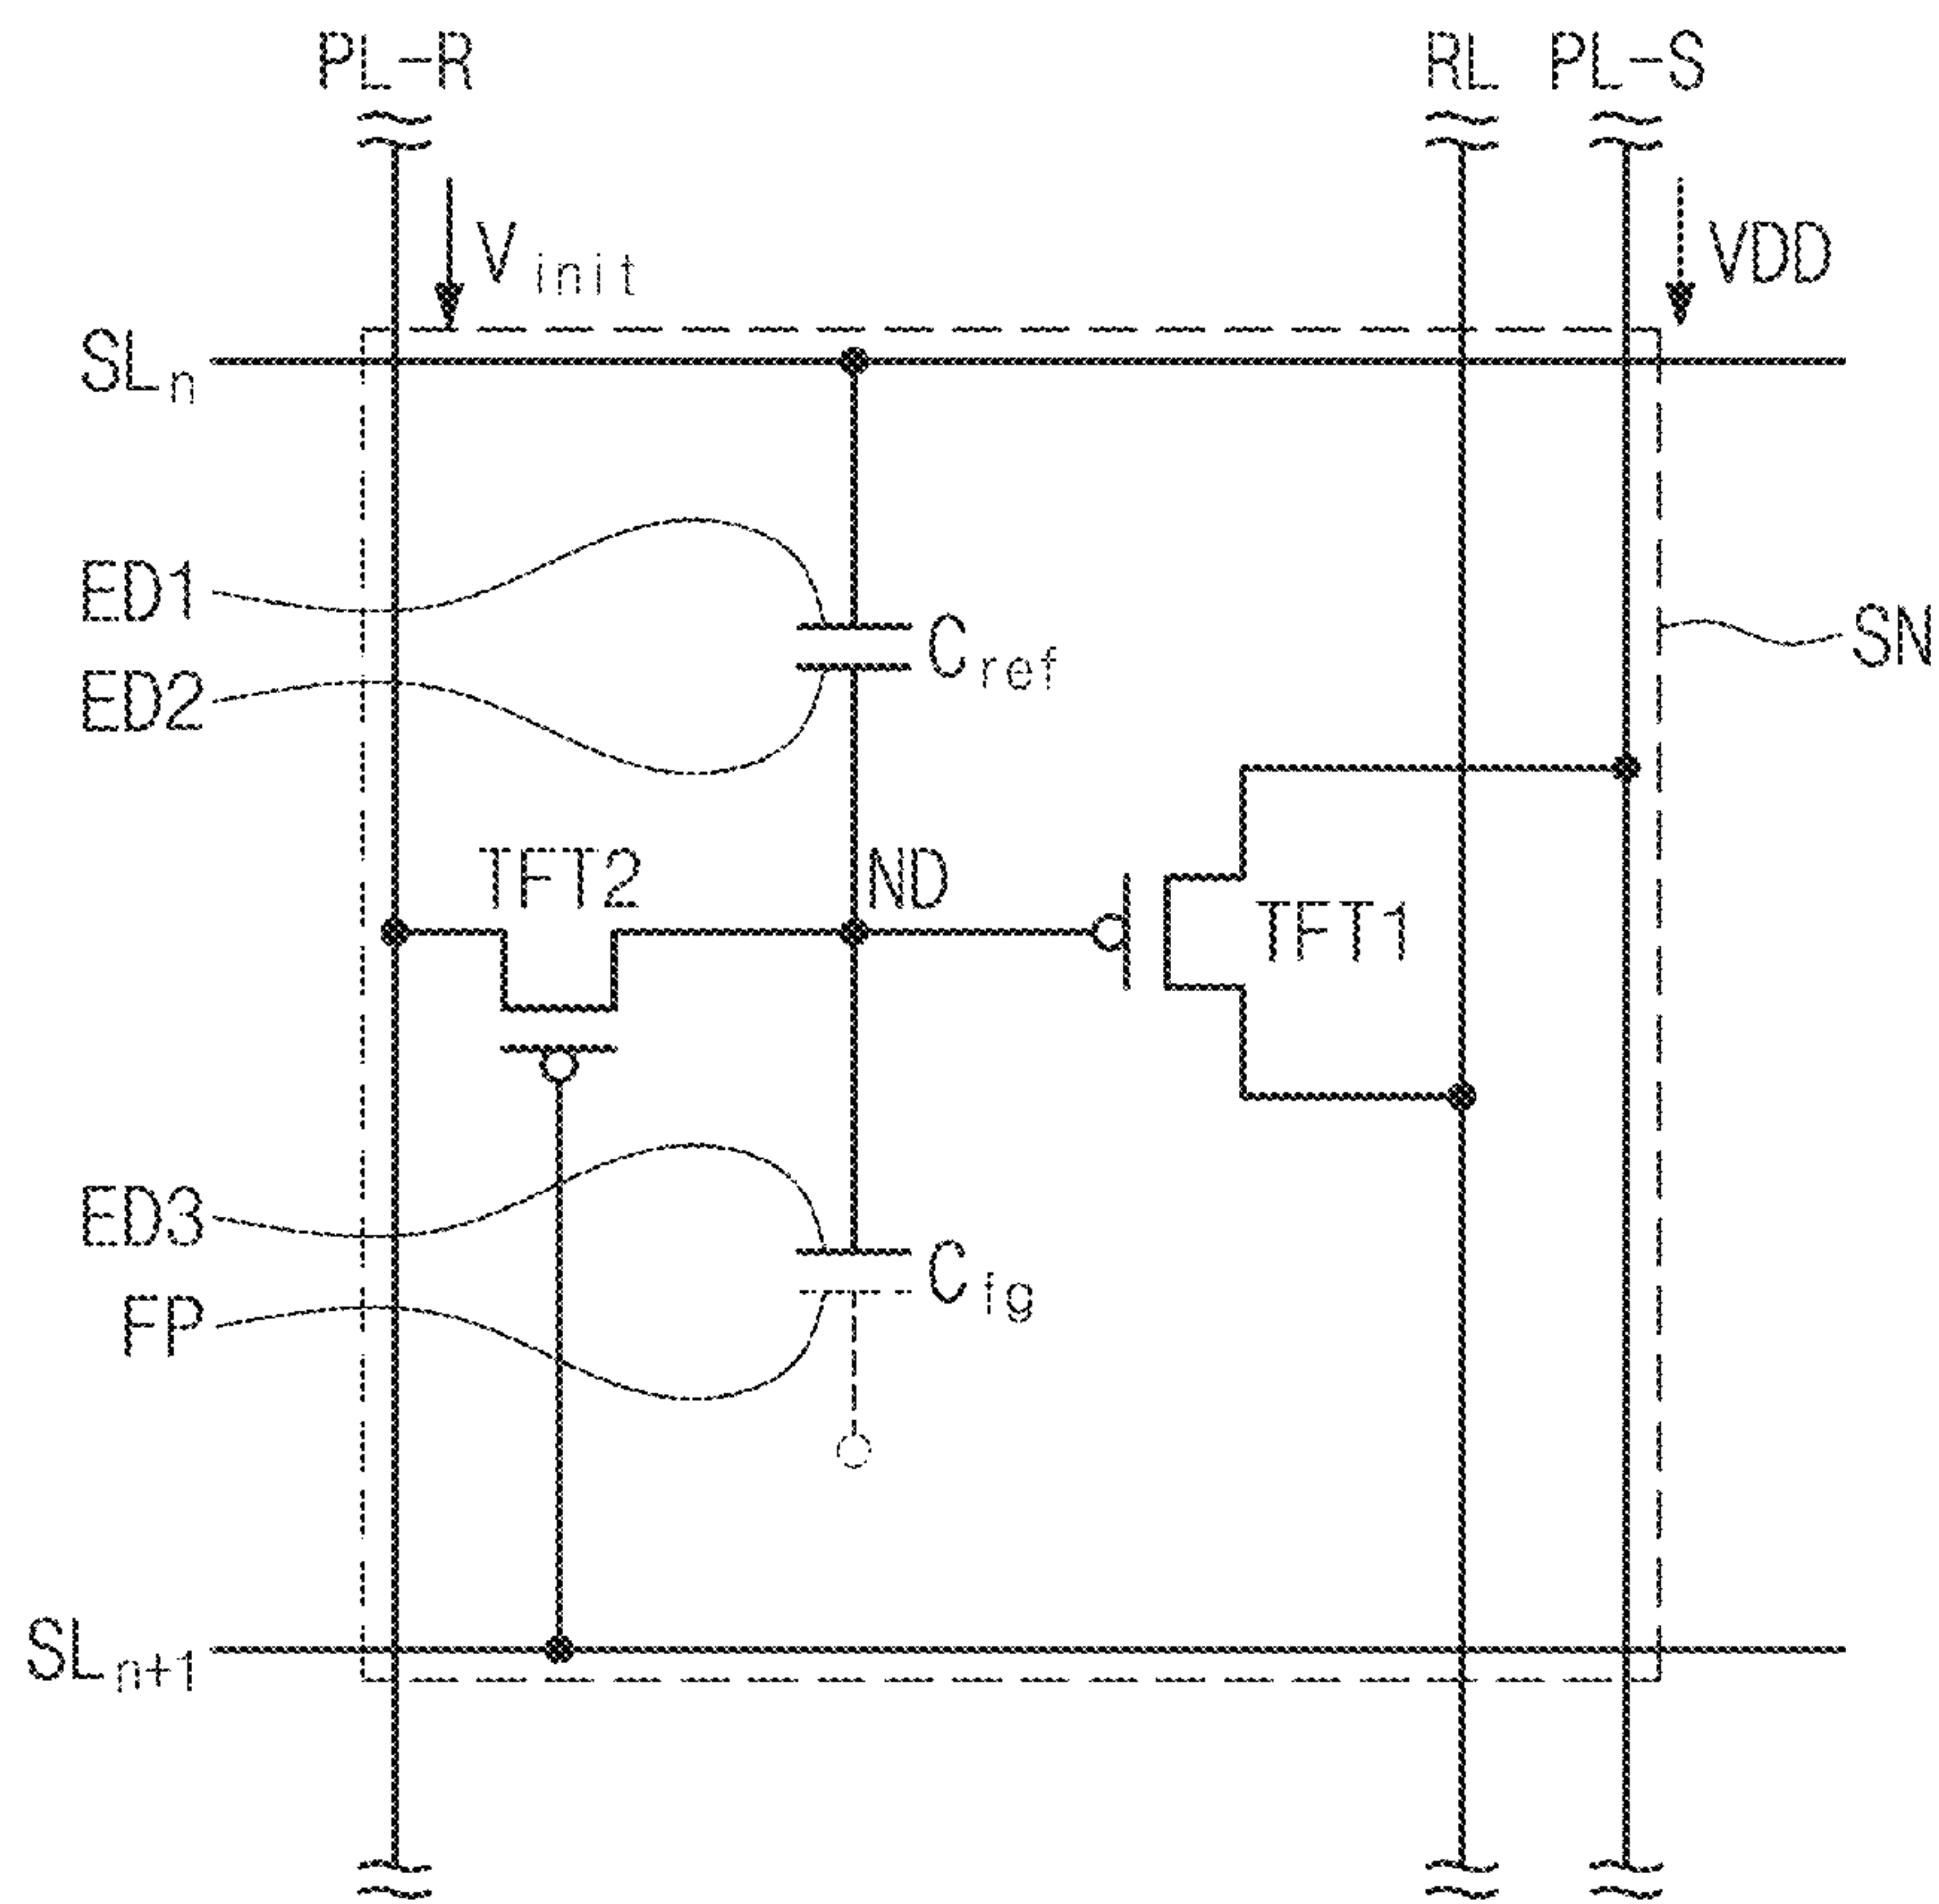 PL-R RL PL-S
Vinit VDD
SLn
ED1
Cref SN
ED2
TFT2 ND
TFT1
ED3
Cfg
FP
SLn+1